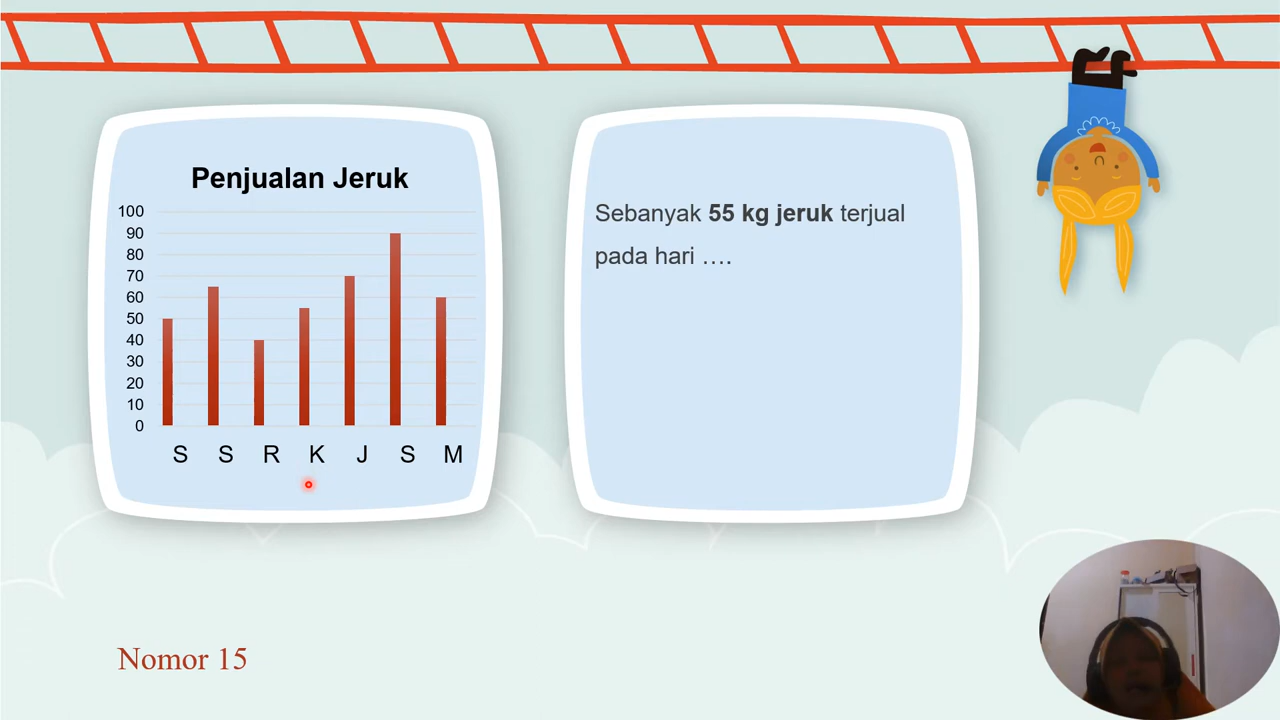 Penjualan Jeruk
100
90
80
70
60
50
40
30
20
10
0
S S R K J S M
Sebanyak 55 kg jeruk terjual
pada hari ....
Nomor 15